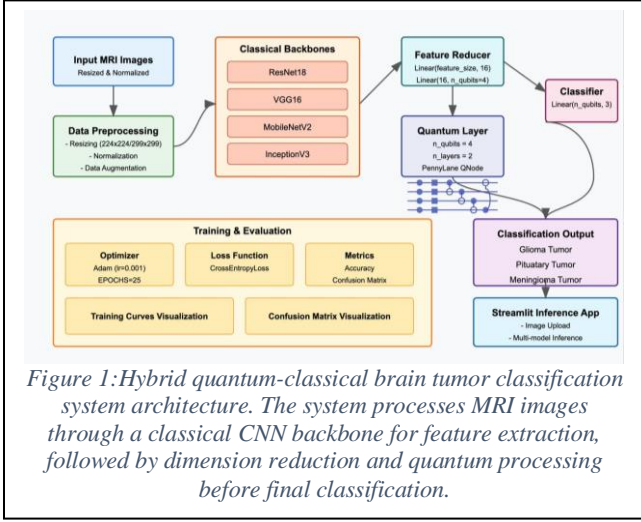 Input MRI Images
Resized & Normalized
Data Preprocessing
- Resizing (224x224/299x299)
- Normalization
- Data Augmentation
Classical Backbones
ResNet18
VGG16
MobileNetV2
InceptionV3
Feature Reducer
Linear(feature_size, 16)
Linear(16, n_qubits=4)
Quantum Layer
n_qubits = 4
n_layers = 2
PennyLane QNode
Classifier
Linear(n_qubits, 3)
Classification Output
Glioma Tumor
Pituatary Tumor
Meningioma Tumor
Streamlit Inference App
- Image Upload
- Multi-model Inference
Training & Evaluation
Optimizer
Adam (lr=0.001)
EPOCHS=25
Loss Function
CrossEntropyLoss
Metrics
Accuracy
Confusion Matrix
Training Curves Visualization
Confusion Matrix Visualization
Figure 1:Hybrid quantum-classical brain tumor classification
system architecture. The system processes MRI images
through a classical CNN backbone for feature extraction,
followed by dimension reduction and quantum processing
before final classification.